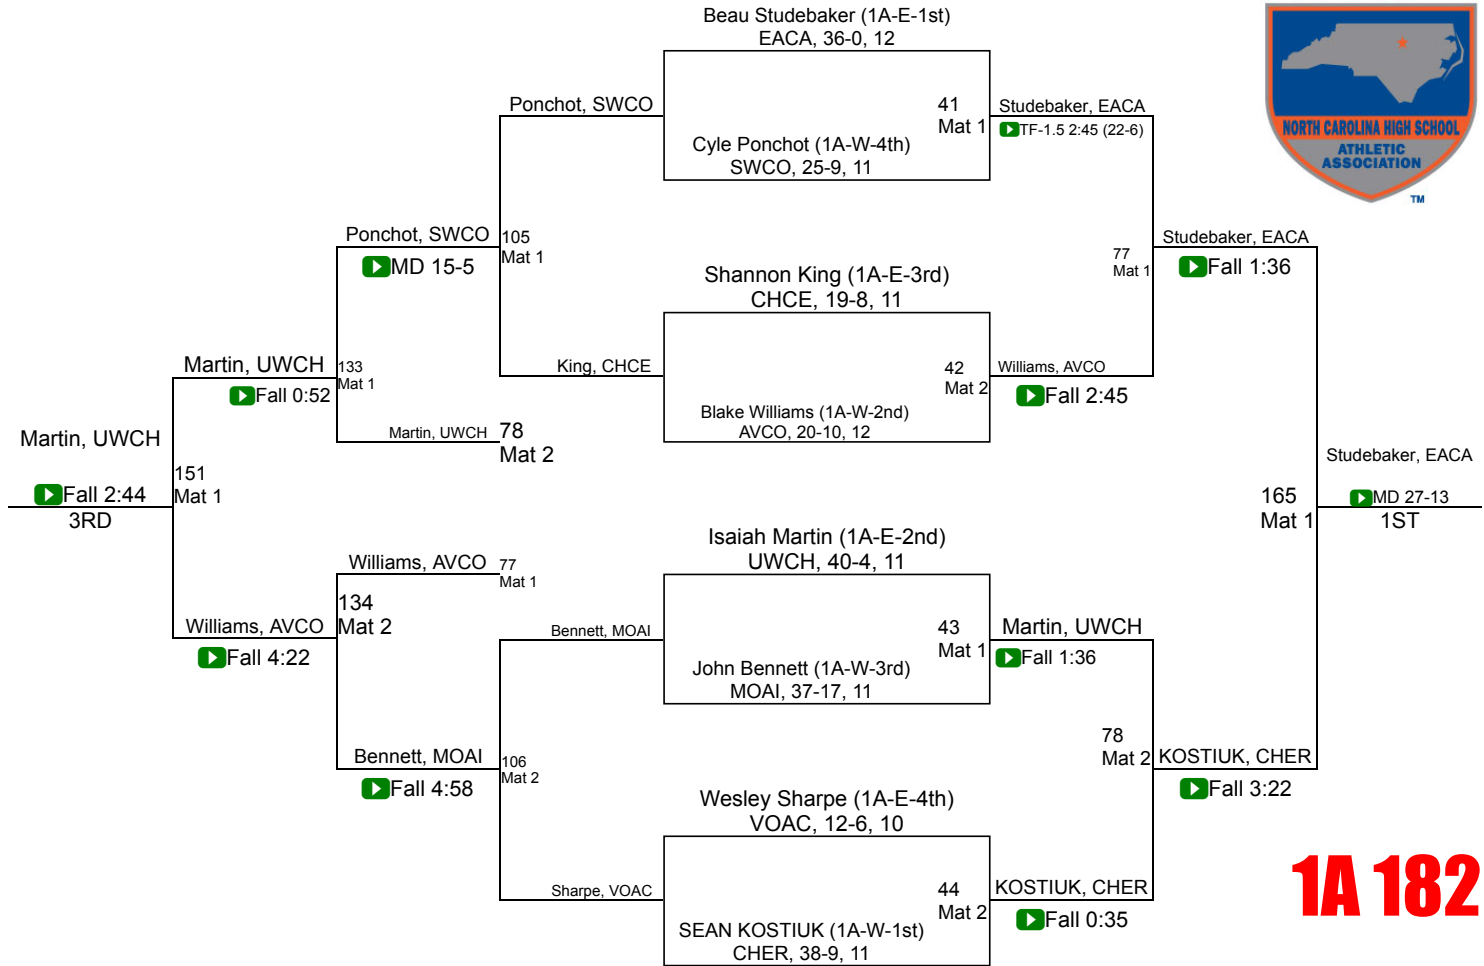 Beau Studebaker (1A-E-1st)
EACA, 36-0, 12
NORTH CAROLINA HIGH SCHOOL
ATHLETIC
ASSOCIATION
TM
Ponchot, SWCO
41
Mat 1
Studebaker, EACA
TF-1.5 2:45 (22-6)
Cyle Ponchot (1A-W-4th)
SWCO, 25-9, 11
Ponchot, SWCO
MD 15-5
105
Mat 1
77
Mat 1
Studebaker, EACA
Fall 1:36
Shannon King (1A-E-3rd)
CHCE, 19-8, 11
Martin, UWCH
Fall 0:52
133
Mat 1
King, CHCE
42
Mat 2
Williams, AVCO
Fall 2:45
Blake Williams (1A-W-2nd)
AVCO, 20-10, 12
Martin, UWCH
78
Mat 2
Martin, UWCH
Fall 2:44
3RD
151
Mat 1
165
Mat 1
Studebaker, EACA
MD 27-13
1ST
Isaiah Martin (1A-E-2nd)
UWCH, 40-4, 11
Williams, AVCO
77
Mat 1
134
Mat 2
Williams, AVCO
Fall 4:22
Bennett, MOAI
43
Mat 1
Martin, UWCH
Fall 1:36
John Bennett (1A-W-3rd)
MOAI, 37-17, 11
Bennett, MOAI
Fall 4:58
106
Mat 2
78
Mat 2
KOSTIUK, CHER
Fall 3:22
Wesley Sharpe (1A-E-4th)
VOAC, 12-6, 10
Sharpe, VOAC
44
Mat 2
KOSTIUK, CHER
Fall 0:35
SEAN KOSTIUK (1A-W-1st)
CHER, 38-9, 11
1A 182